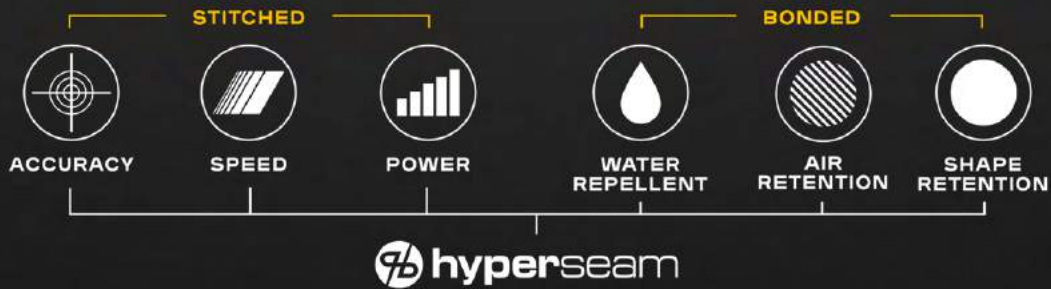 STITCHED
BONDED
ACCURACY
SPEED
POWER
WATER
REPELLENT
AIR
RETENTION
SHAPE
RETENTION
hyperseam